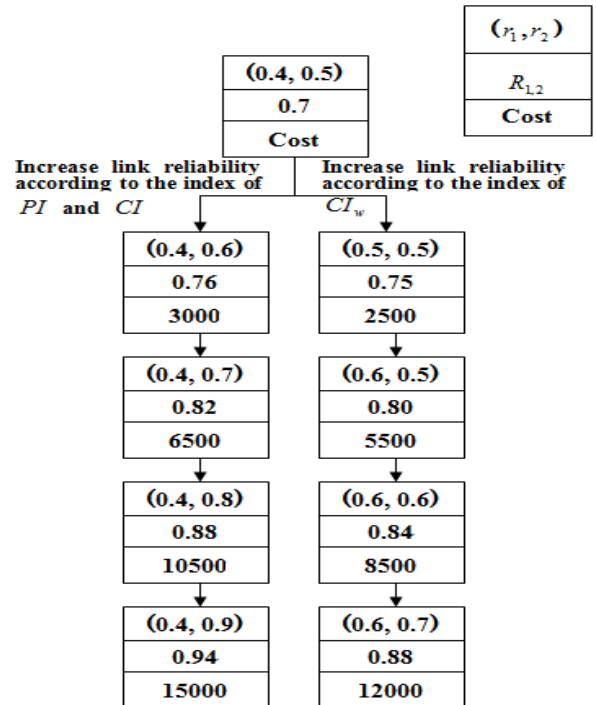 (r₁, r₂)
R₁,₂
Cost
(0.4, 0.5)
0.7
Cost
Increase link reliability
according to the index of
PI and CI
Increase link reliability
according to the index of
CI_w
(0.4, 0.6)
0.76
3000
(0.5, 0.5)
0.75
2500
(0.4, 0.7)
0.82
6500
(0.6, 0.5)
0.80
5500
(0.4, 0.8)
0.88
10500
(0.6, 0.6)
0.84
8500
(0.4, 0.9)
0.94
15000
(0.6, 0.7)
0.88
12000